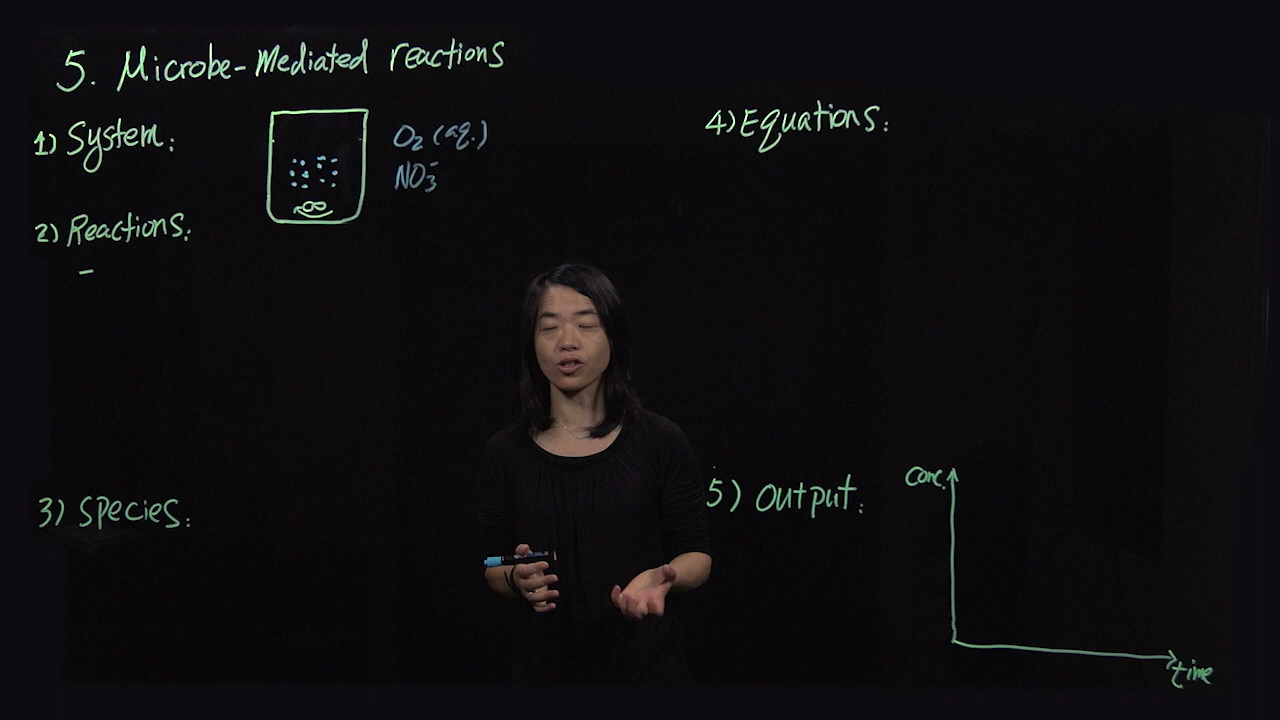 5. Microbe-Mediated reactions
1) System:
O₂ (aq.)
NO₃⁻
2) Reactions:
-
3) Species:
4) Equations:
5) Output:
Conc.
time